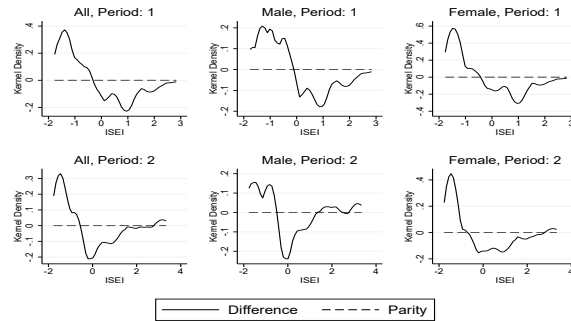 All, Period: 1
Kernel Density
-.2 0 .2 .4
-2 -1 0 1 2 3
ISEI
Male, Period: 1
Kernel Density
-.2 -.1 0 .1 .2
-2 -1 0 1 2 3
ISEI
Female, Period: 1
Kernel Density
-.4 -.2 0 .2 .4 .6
-2 -1 0 1 2 3
ISEI
All, Period: 2
Kernel Density
-.2 -.1 0 .1 .2 .3
-2 0 2 4
ISEI
Male, Period: 2
Kernel Density
-.2 -.1 0 .1 .2
-2 0 2 4
ISEI
Female, Period: 2
Kernel Density
-.2 0 .2 .4
-2 0 2 4
ISEI
Difference Parity